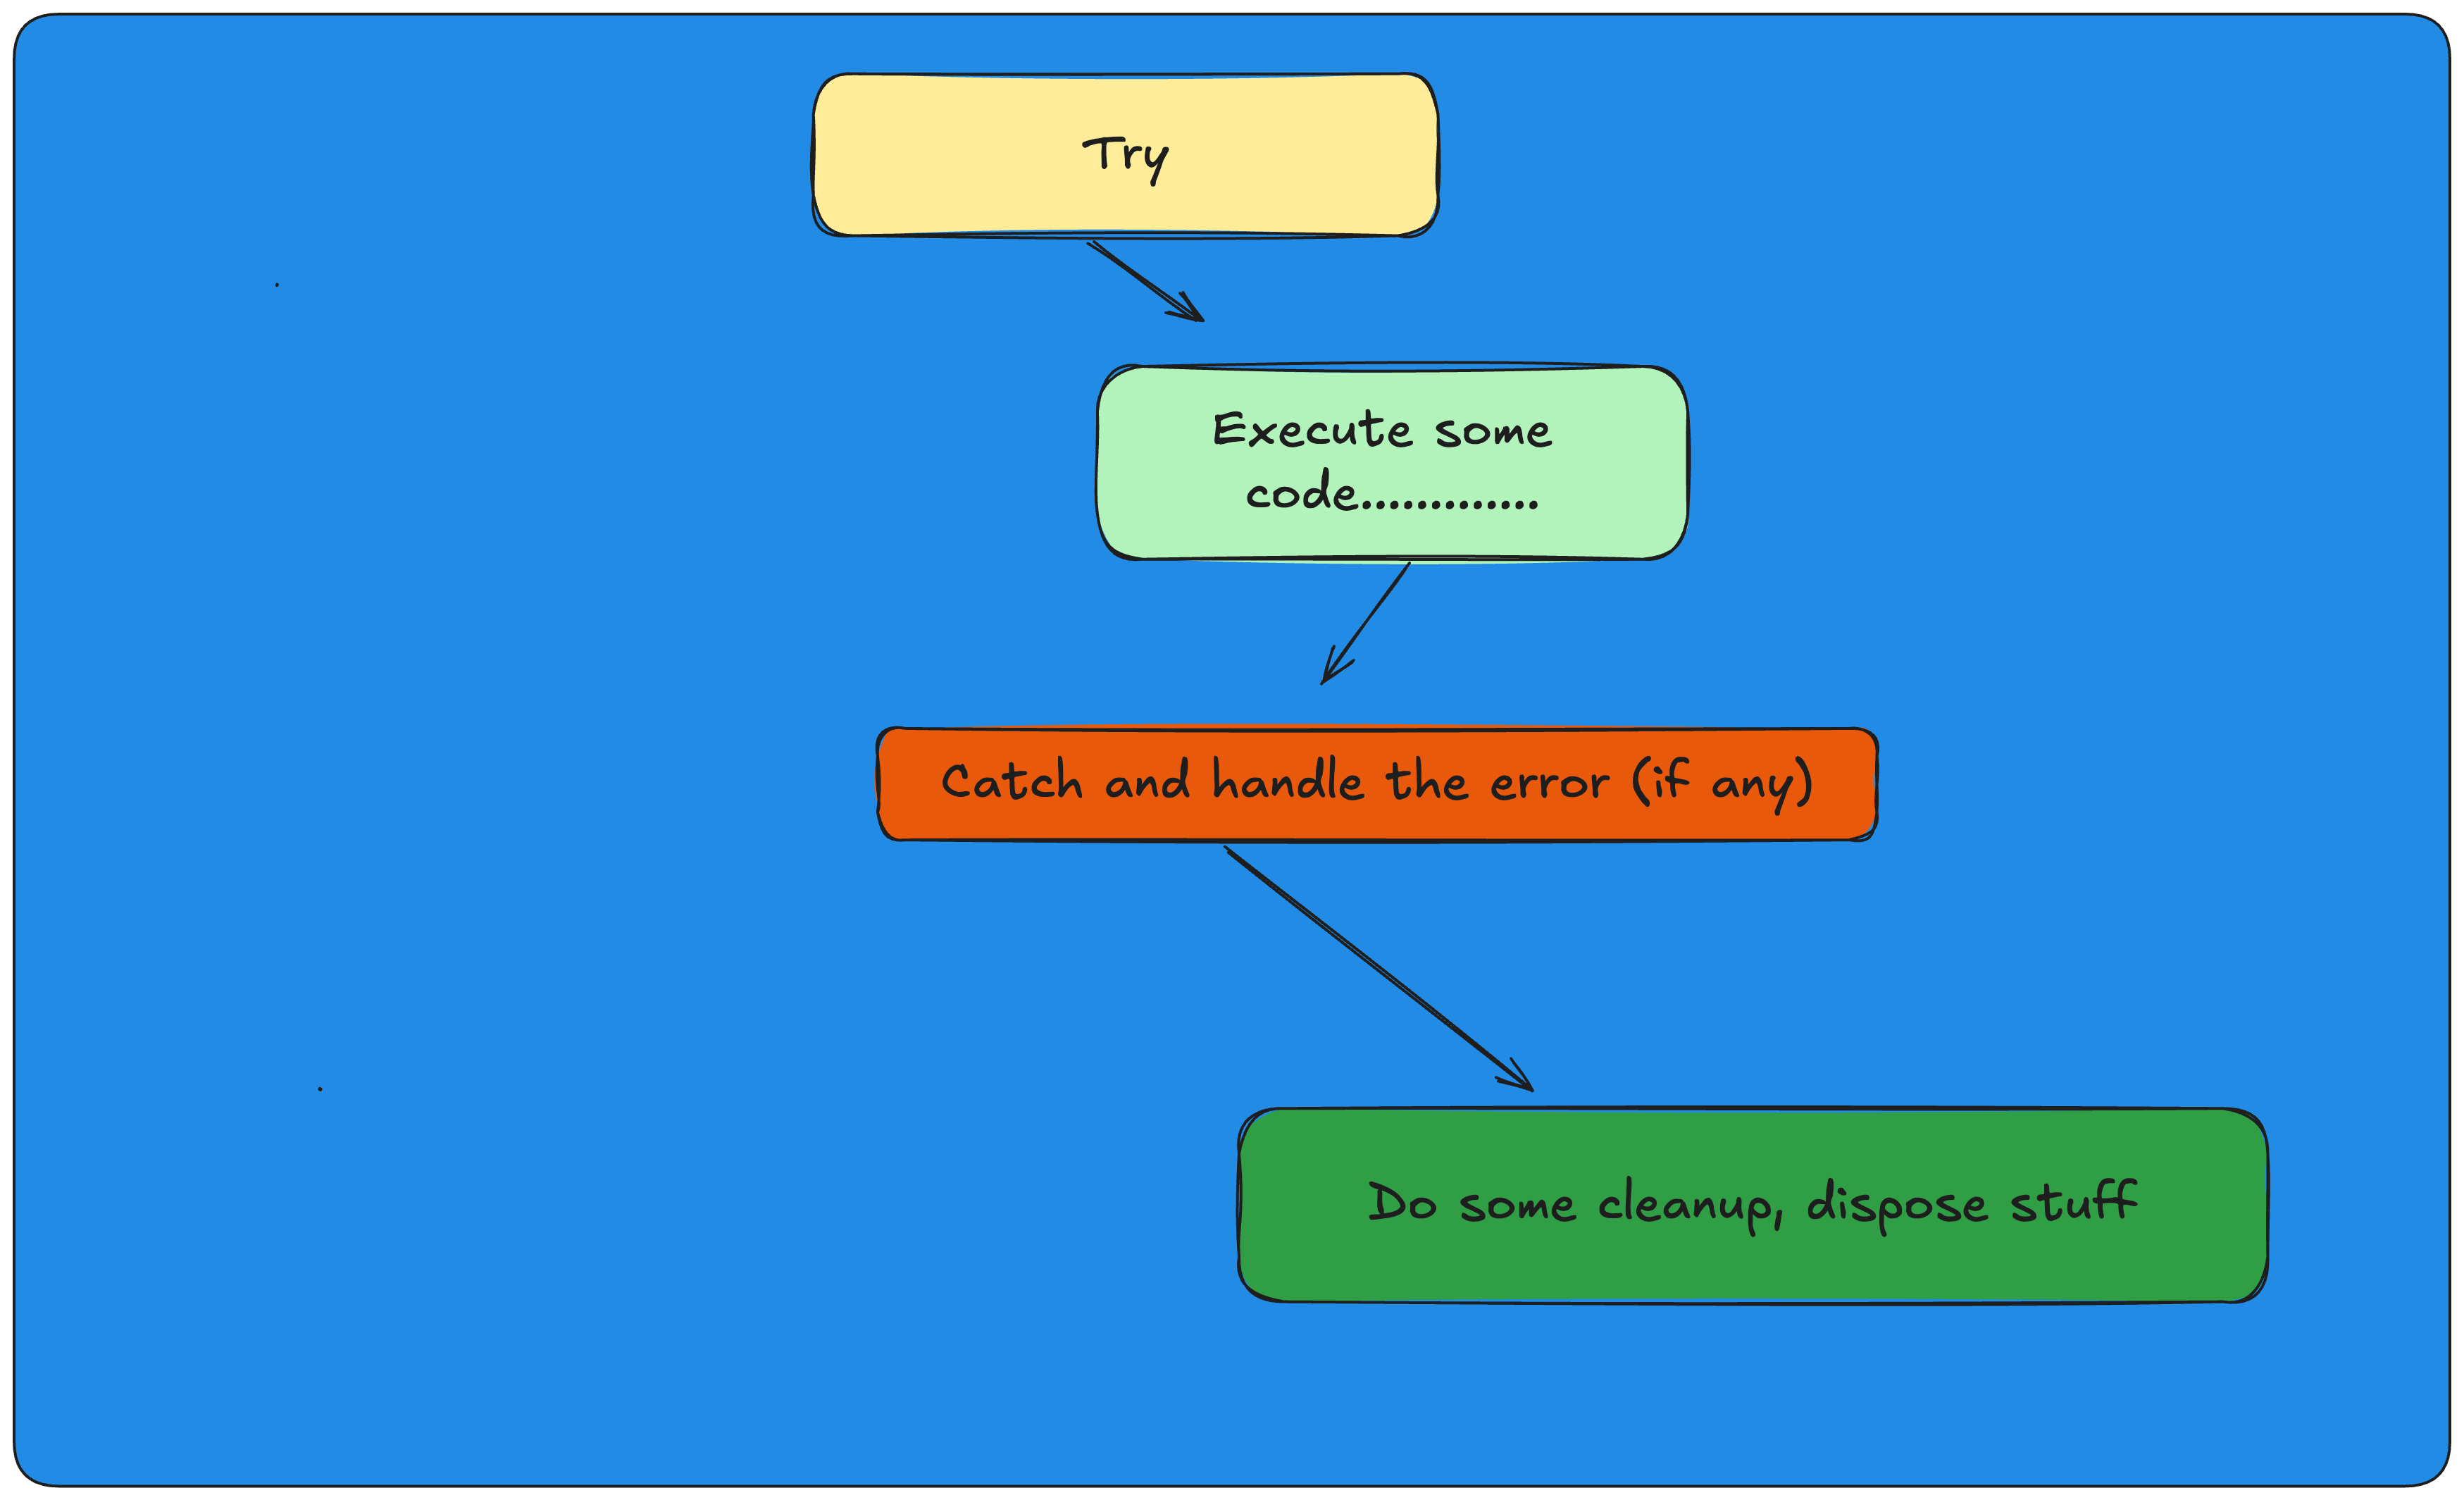 Try
Execute some
code.............
Catch and handle the error (if any)
Do some cleanup, dispose stuff